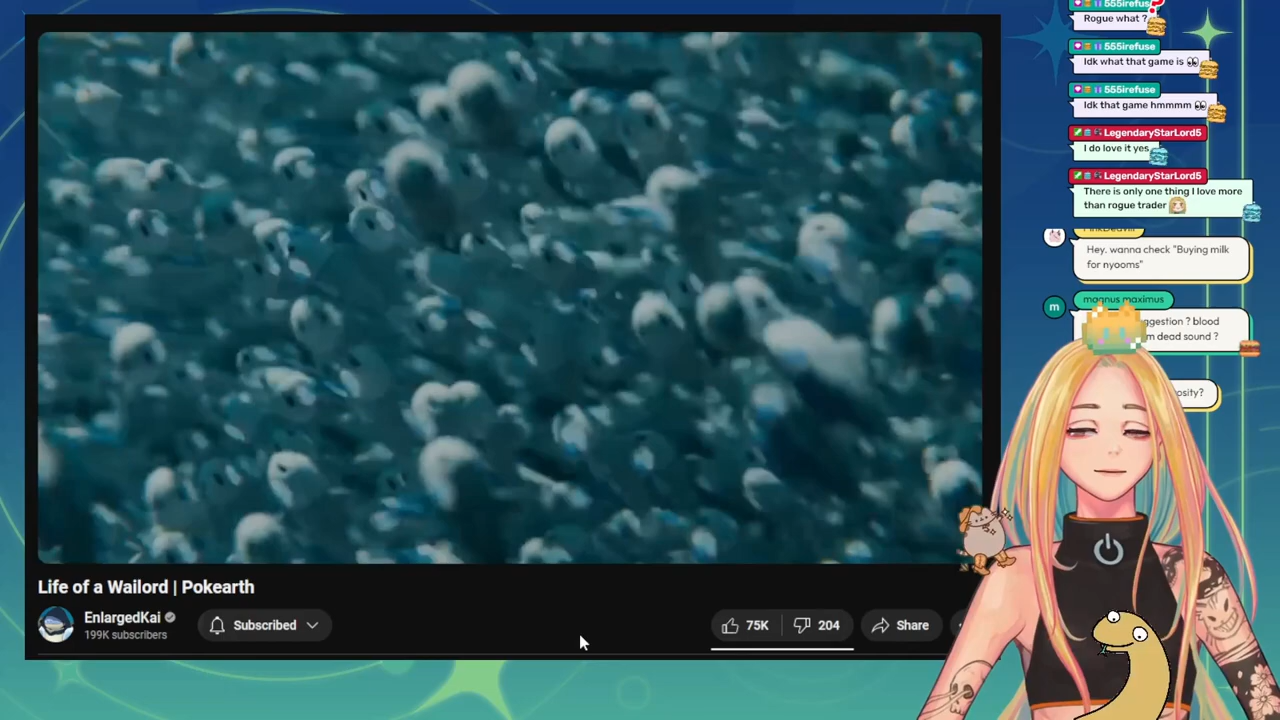 555irefuse
Rogue what ?
555irefuse
Idk what that game is 👀
555irefuse
Idk that game hmmmm 👀
LegendaryStarLord5
I do love it yes
LegendaryStarLord5
There is only one thing I love more
than rogue trader
Hey. wanna check "Buying milk
for nyooms"
m
magnus maximus
ggestion ? blood
m dead sound ?
osity?
Life of a Wailord | Pokearth
EnlargedKai
199K subscribers
Subscribed
75K
204
Share